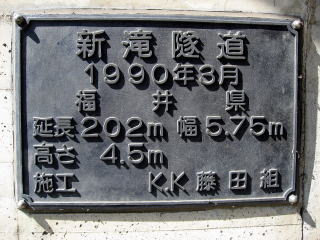 新滝隧道
1990年3月
福井県
延長202m 幅5.75m
高さ 4.5m
施工 K.K藤田組